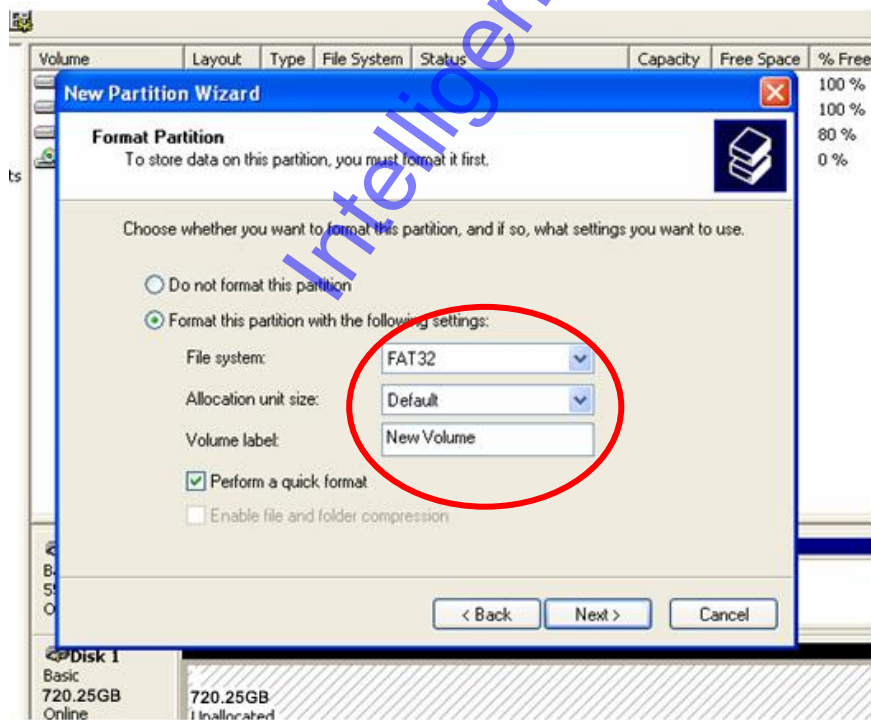 Volume Layout Type File System Status Capacity Free Space % Free
New Partition Wizard
100 %
100 %
Format Partition
80 %
To store data on this partition, you must format it first.
0 %
ts
Choose whether you want to format this partition, and if so, what settings you want to use.
Do not format this partition
Format this partition with the following settings:
File system: FAT32
Allocation unit size: Default
Volume label: New Volume
Perform a quick format
Enable file and folder compression
< Back Next > Cancel
Disk 1
Basic
720.25GB 720.25GB
Online Unallocated
Intelligen